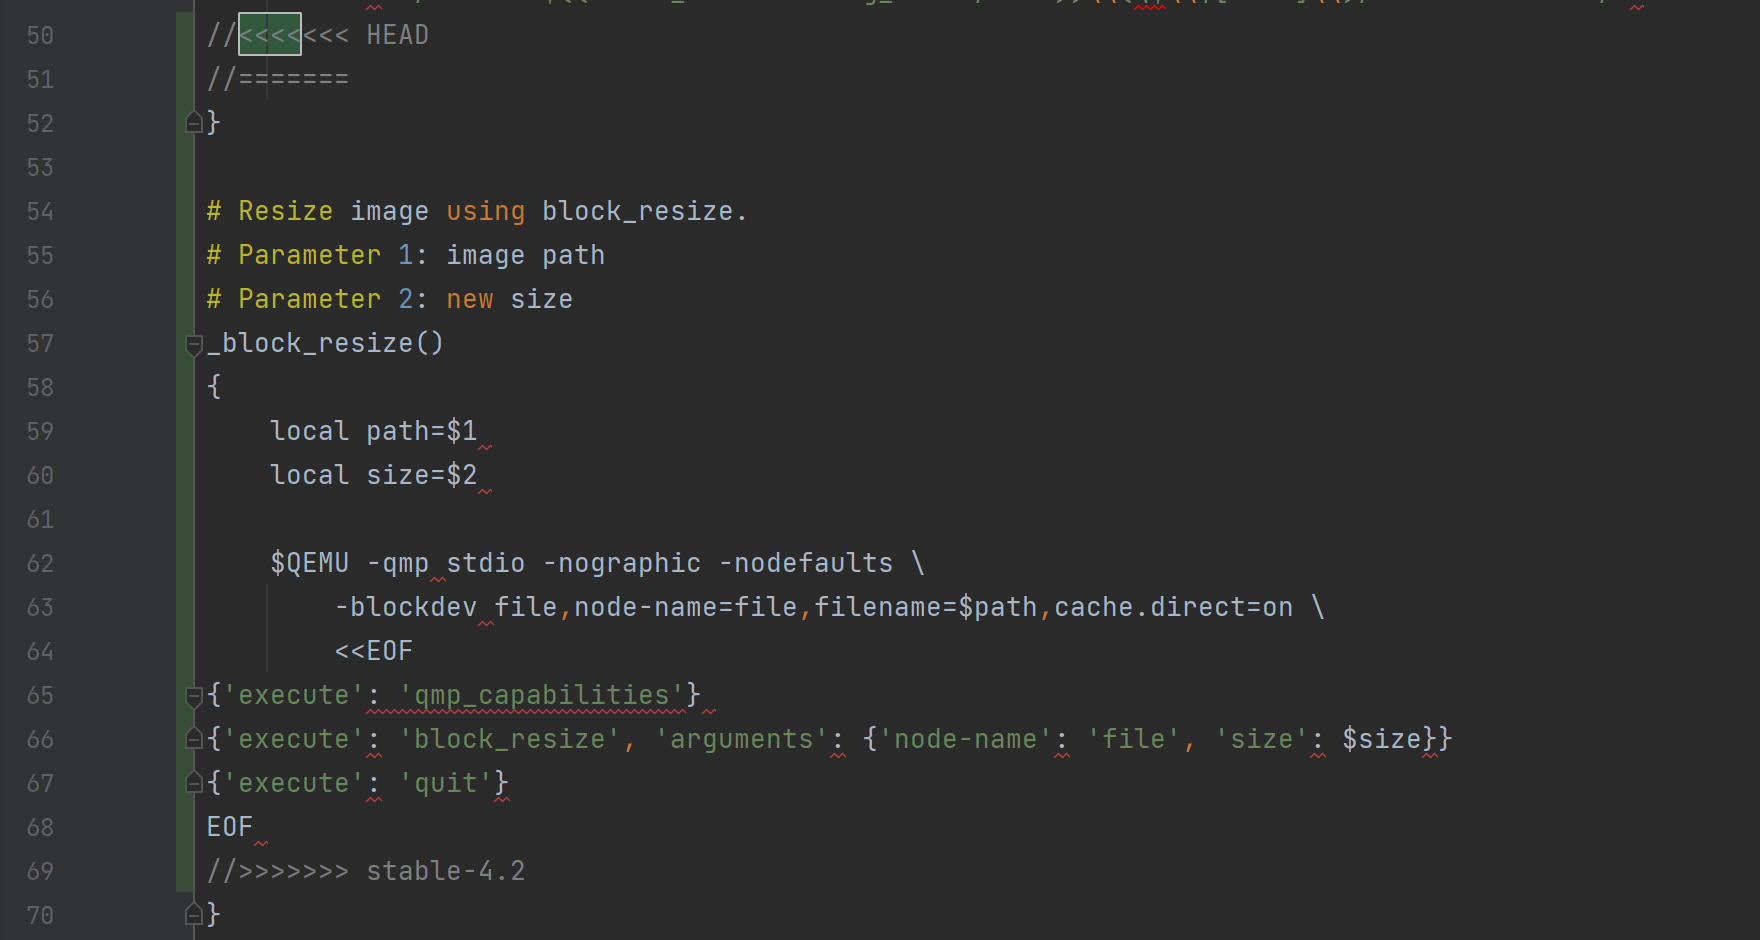 50 //<<<<<<< HEAD
51 //=======
52 }
53
54 # Resize image using block_resize.
55 # Parameter 1: image path
56 # Parameter 2: new size
57 _block_resize()
58 {
59     local path=$1
60     local size=$2
61
62     $QEMU -qmp stdio -nographic -nodefaults \
63         -blockdev file,node-name=file,filename=$path,cache.direct=on \
64         <<EOF
65 {'execute': 'qmp_capabilities'}
66 {'execute': 'block_resize', 'arguments': {'node-name': 'file', 'size': $size}}
67 {'execute': 'quit'}
68 EOF
69 //>>>>>>> stable-4.2
70 }